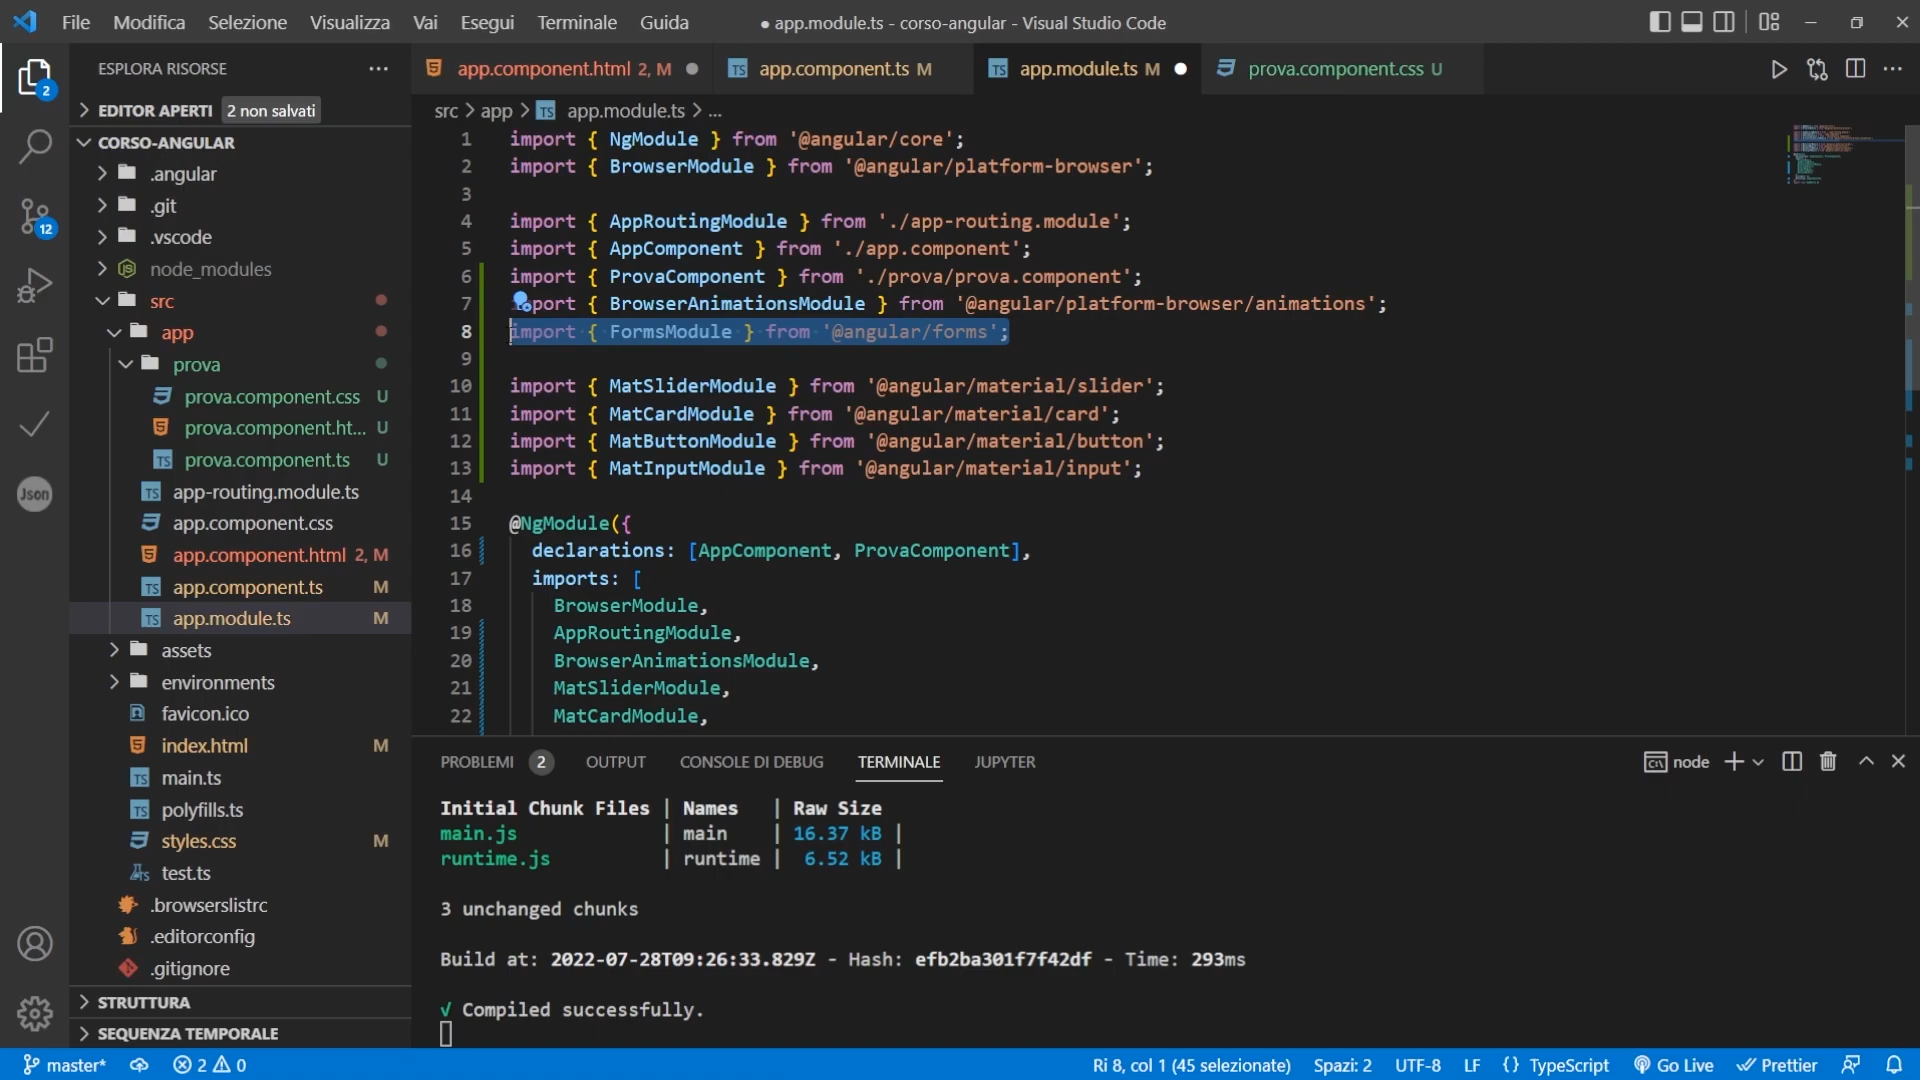 File Modifica Selezione Visualizza Vai Esegui Terminale Guida ● app.module.ts - corso-angular - Visual Studio Code
ESPLORA RISORSE
app.component.html 2, M app.component.ts M app.module.ts M prova.component.css U
EDITOR APERTI 2 non salvati
src > app > TS app.module.ts > ...
CORSO-ANGULAR
.angular
.git
.vscode
node_modules
src
app
prova
prova.component.css U
prova.component.ht... U
TS prova.component.ts U
TS app-routing.module.ts
app.component.css
app.component.html 2, M
TS app.component.ts M
TS app.module.ts M
assets
environments
favicon.ico
index.html M
TS main.ts
TS polyfills.ts
styles.css M
test.ts
.browserslistrc
.editorconfig
.gitignore
STRUTTURA
SEQUENZA TEMPORALE
2
12
Json
1 import { NgModule } from '@angular/core';
2 import { BrowserModule } from '@angular/platform-browser';
3
4 import { AppRoutingModule } from './app-routing.module';
5 import { AppComponent } from './app.component';
6 import { ProvaComponent } from './prova/prova.component';
7 import { BrowserAnimationsModule } from '@angular/platform-browser/animations';
8 import { FormsModule } from '@angular/forms';
9
10 import { MatSliderModule } from '@angular/material/slider';
11 import { MatCardModule } from '@angular/material/card';
12 import { MatButtonModule } from '@angular/material/button';
13 import { MatInputModule } from '@angular/material/input';
14
15 @NgModule({
16 declarations: [AppComponent, ProvaComponent],
17 imports: [
18 BrowserModule,
19 AppRoutingModule,
20 BrowserAnimationsModule,
21 MatSliderModule,
22 MatCardModule,
PROBLEMI 2 OUTPUT CONSOLE DI DEBUG TERMINALE JUPYTER node
Initial Chunk Files | Names | Raw Size
main.js | main | 16.37 kB |
runtime.js | runtime | 6.52 kB |
3 unchanged chunks
Build at: 2022-07-28T09:26:33.829Z - Hash: efb2ba301f7f42df - Time: 293ms
√ Compiled successfully.
master* 2 0 Ri 8, col 1 (45 selezionate) Spazi: 2 UTF-8 LF {} TypeScript Go Live Prettier